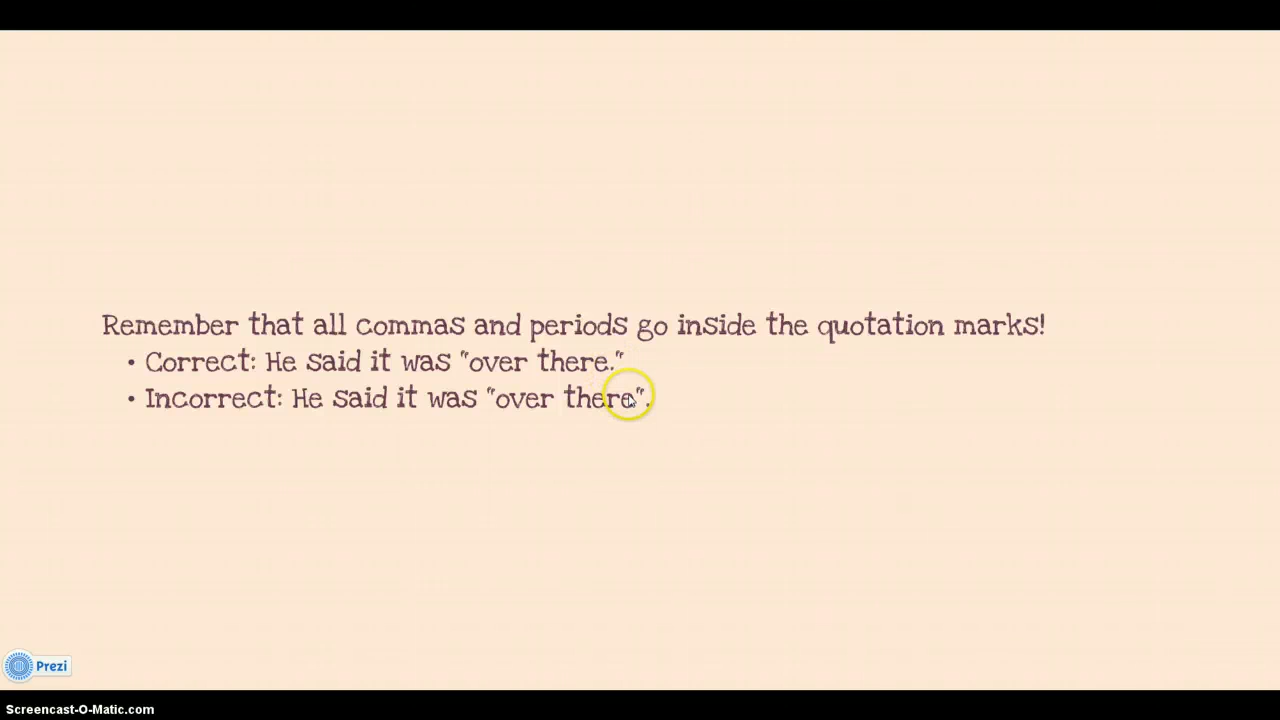 Remember that all commas and periods go inside the quotation marks!
• Correct: He said it was "over there."
• Incorrect: He said it was "over there".
Prezi
Screencast-O-Matic.com